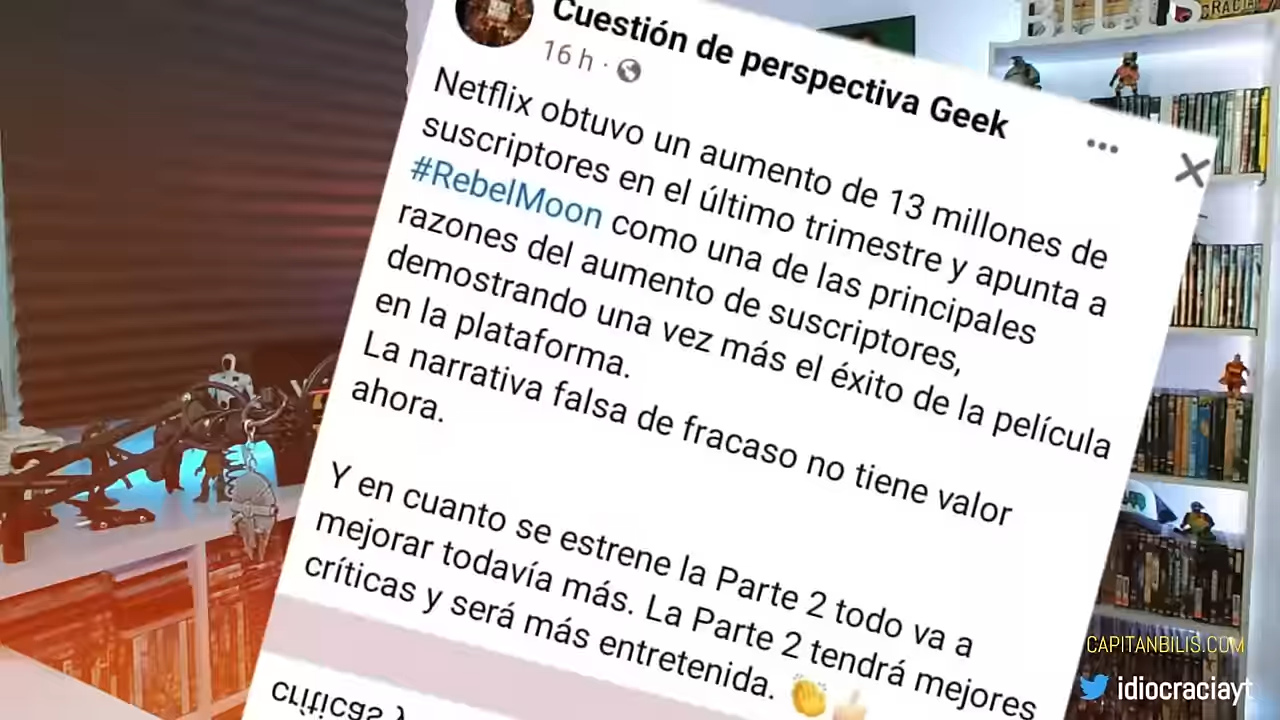 BILIS
CRACIA
Cuestión de perspectiva Geek
16 h ·
Netflix obtuvo un aumento de 13 millones de
suscriptores en el último trimestre y apunta a
#RebelMoon como una de las principales
razones del aumento de suscriptores,
demostrando una vez más el éxito de la película
en la plataforma.
La narrativa falsa de fracaso no tiene valor
ahora.
Y en cuanto se estrene la Parte 2 todo va a
mejorar todavía más. La Parte 2 tendrá mejores
críticas y será más entretenida.
críticas y
CAPITANBILIS.COM
idiocraciayt